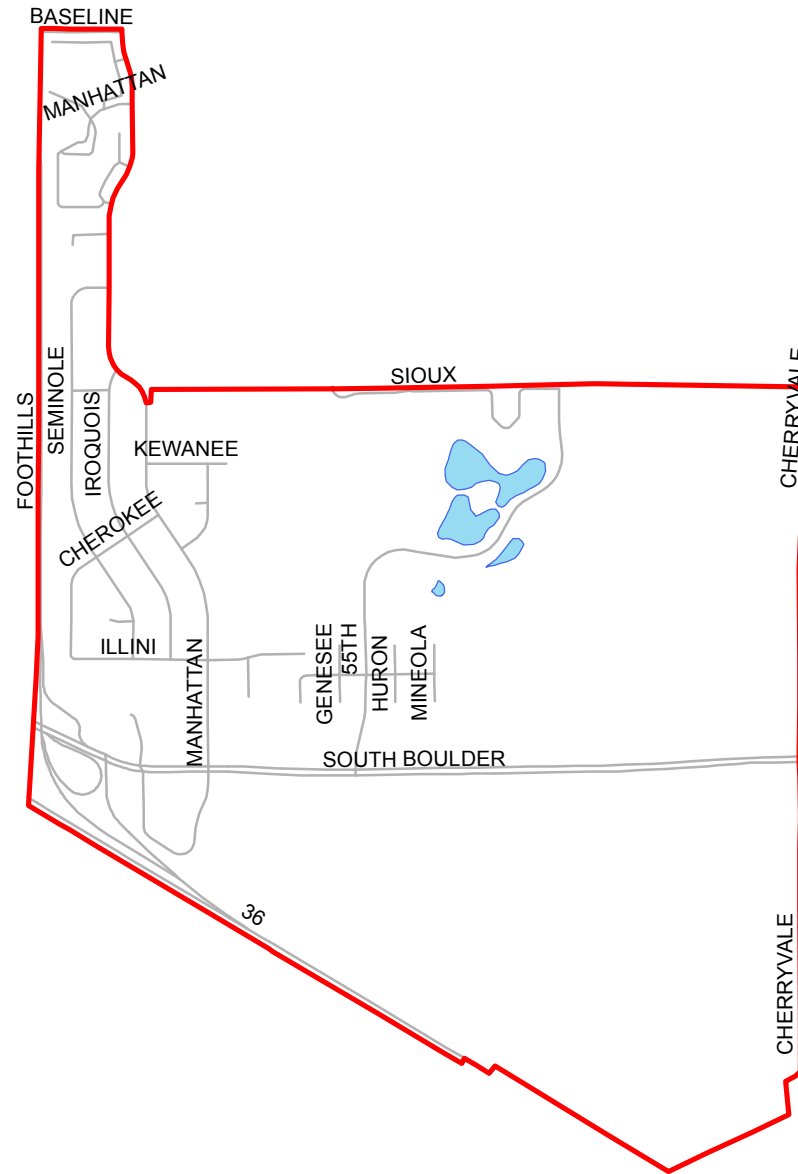 BASELINE
MANHATTAN
SIOUX
CHERRYVALE
SEMINOLE
FOOTHILLS
IROQUOIS
KEWANEE
CHEROKEE
ILLINI
MANHATTAN
GENESEE
55TH
HURON
MINEOLA
SOUTH BOULDER
36
CHERRYVALE